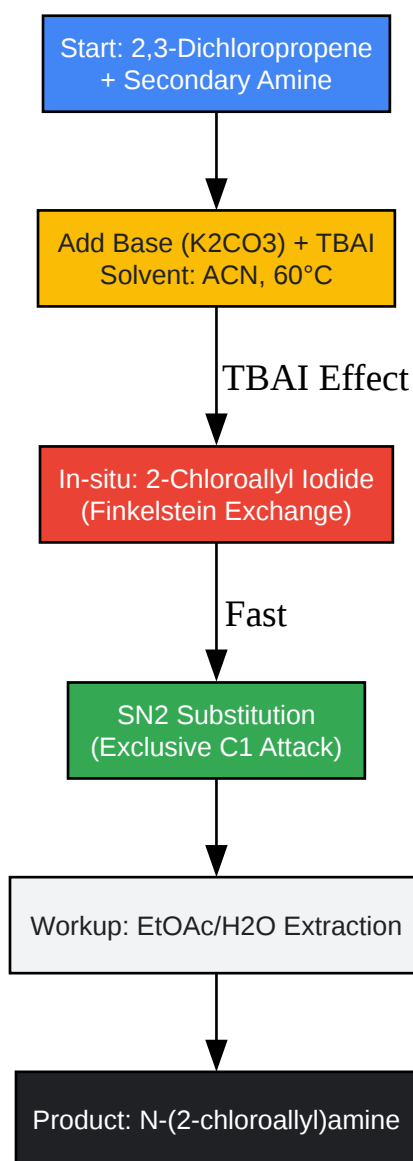 Start: 2,3-Dichloropropene
+ Secondary Amine
Add Base (K2CO3) + TBAI
Solvent: ACN, 60°C
TBAI Effect
In-situ: 2-Chloroallyl Iodide
(Finkelstein Exchange)
Fast
SN2 Substitution
(Exclusive C1 Attack)
Workup: EtOAc/H2O Extraction
Product: N-(2-chloroallyl)amine